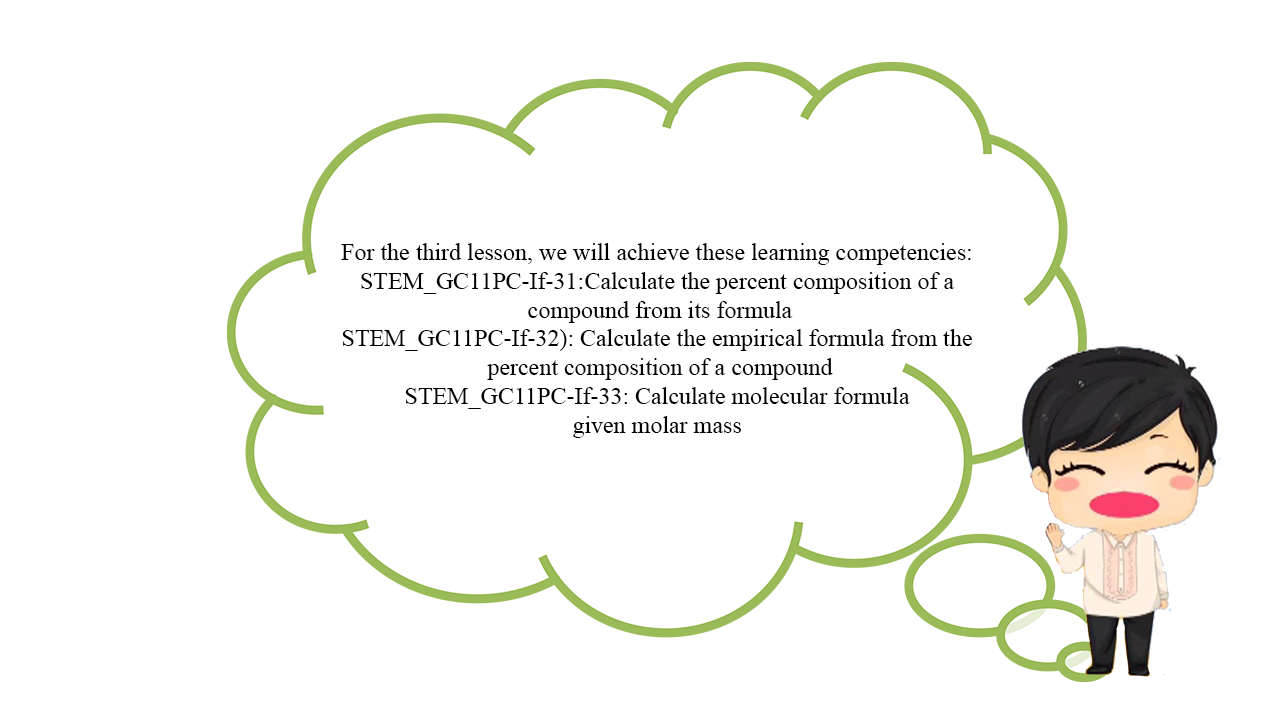 For the third lesson, we will achieve these learning competencies:
STEM_GC11PC-If-31:Calculate the percent composition of a
compound from its formula
STEM_GC11PC-If-32): Calculate the empirical formula from the
percent composition of a compound
STEM_GC11PC-If-33: Calculate molecular formula
given molar mass